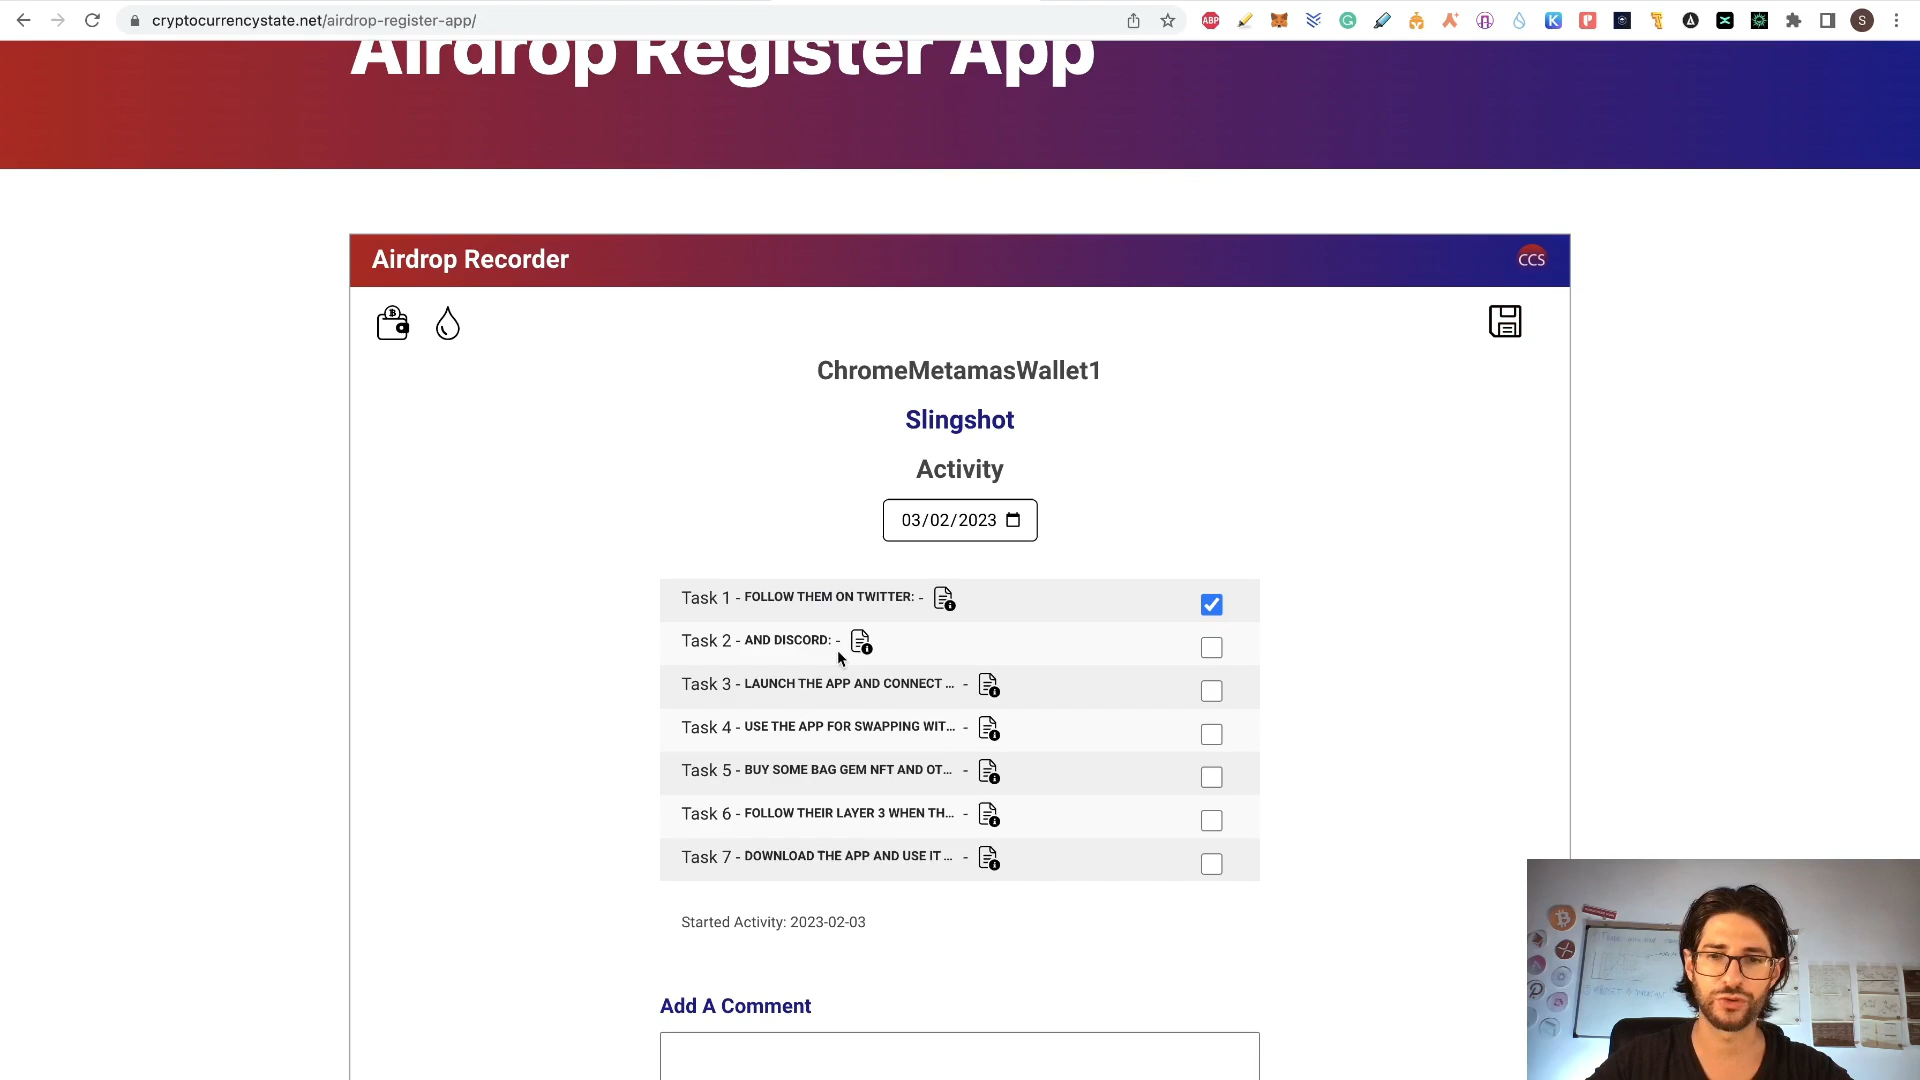 cryptocurrencystate.net/airdrop-register-app/
ABP
S
Airdrop Register App
Airdrop Recorder
CCS
ChromeMetamasWallet1
Slingshot
Activity
03/02/2023
Task 1 - FOLLOW THEM ON TWITTER: -
Task 2 - AND DISCORD: -
Task 3 - LAUNCH THE APP AND CONNECT ... -
Task 4 - USE THE APP FOR SWAPPING WIT... -
Task 5 - BUY SOME BAG GEM NFT AND OT... -
Task 6 - FOLLOW THEIR LAYER 3 WHEN TH... -
Task 7 - DOWNLOAD THE APP AND USE IT ... -
Started Activity: 2023-02-03
Add A Comment